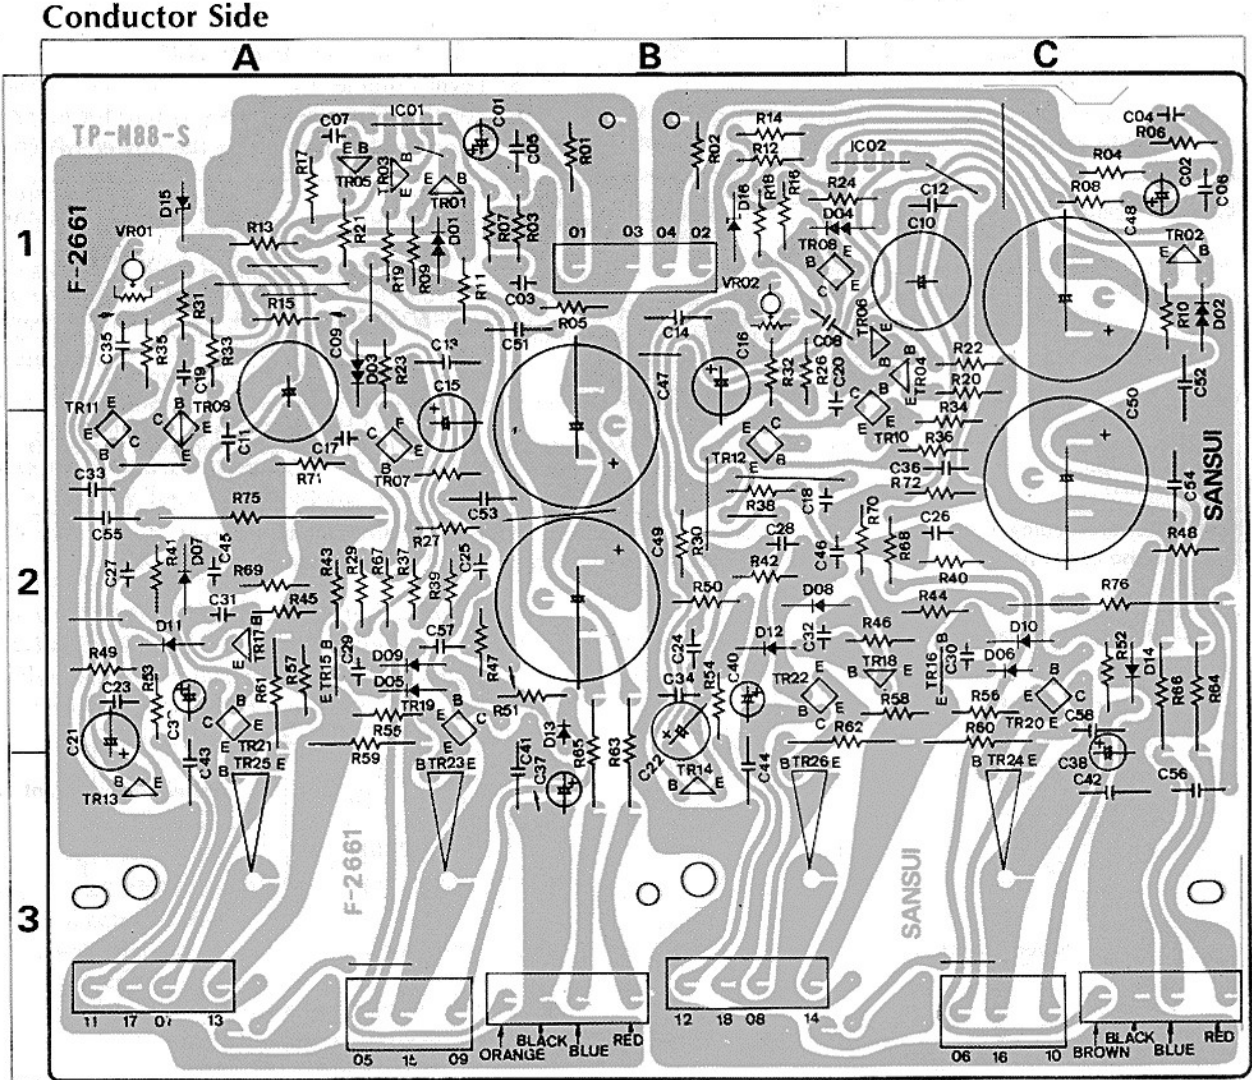 Conductor Side
A B C
1
2
3
TP-M88-S
F-2661
C07 IC01 C01
R17 TR05 TR03 TR01 C05 R01 R02
R14
R12
IC02
C04
R06
R04
R08
C02
C06
C48
D15
VR01
R13
R21
R19
R09
D01
R07
R03
R11
C03
R05
01 03 04 02
D16
R18
R16
R24
D04
TR08
C12
C10
TR02
VR02
R31
R15
C35
R35
C19
R33
C09
D03
R23
C13
C15
C51
C14
C47
C16
R32
R26
C08
C20
TR06
TR04
R22
R20
R34
R36
C36
R72
R10
D02
C52
C50
TR11
TR09
C11
C17
R71
TR07
TR12
TR10
C33
C55
R75
R27
C53
C49
R30
R38
C18
C28
C46
R70
R68
C26
R40
C54
SANSUI
R48
C27
R41
D07
C45
R69
C31
R45
R43
R29
R67
R37
R39
C25
R50
R42
D08
R44
R76
D11
TR17
R49
R53
C23
C21
C43
TR21
R61
R57
TR15
C29
D09
D05
C57
TR19
R55
R59
R47
R51
D13
C41
C37
R65
R63
C24
C34
R54
C40
C22
D12
C32
TR22
R46
TR18
R58
R62
TR16
C30
D10
D06
R56
R60
TR20
R52
D14
C58
C38
C42
R66
R64
C56
TR13
TR25
TR23
TR14
C44
TR26
TR24
F-2661
SANSUI
11 17 07 13
05 15 09
ORANGE BLACK BLUE RED
12 18 08 14
06 16 10
BROWN BLACK BLUE RED